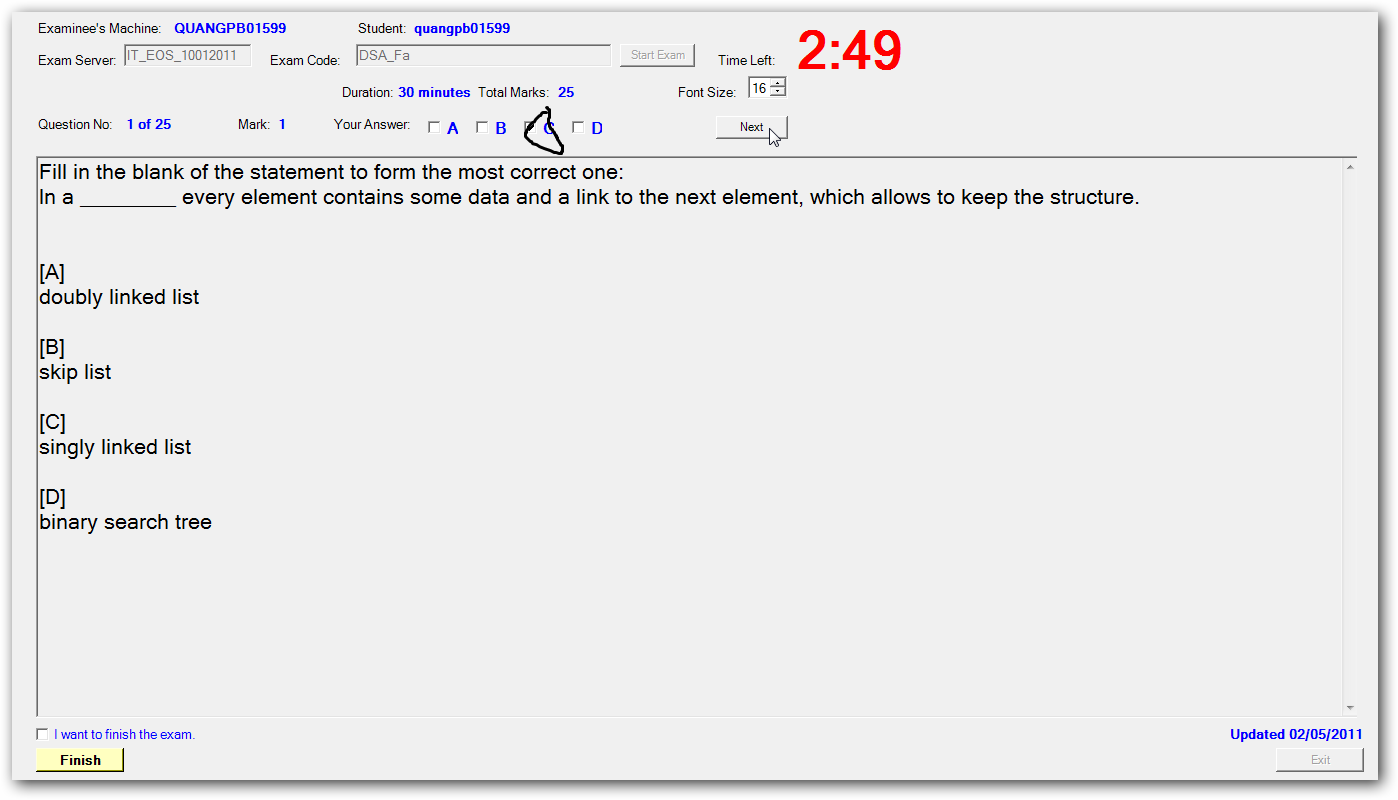 Examinee's Machine: QUANGPB01599 Student: quangpb01599
Exam Server: IT_EOS_10012011 Exam Code: DSA_Fa Start Exam Time Left: 2:49
Duration: 30 minutes Total Marks: 25 Font Size: 16
Question No: 1 of 25 Mark: 1 Your Answer: A B C D Next
Fill in the blank of the statement to form the most correct one:
In a _________ every element contains some data and a link to the next element, which allows to keep the structure.
[A]
doubly linked list
[B]
skip list
[C]
singly linked list
[D]
binary search tree
I want to finish the exam. Updated 02/05/2011
Finish Exit